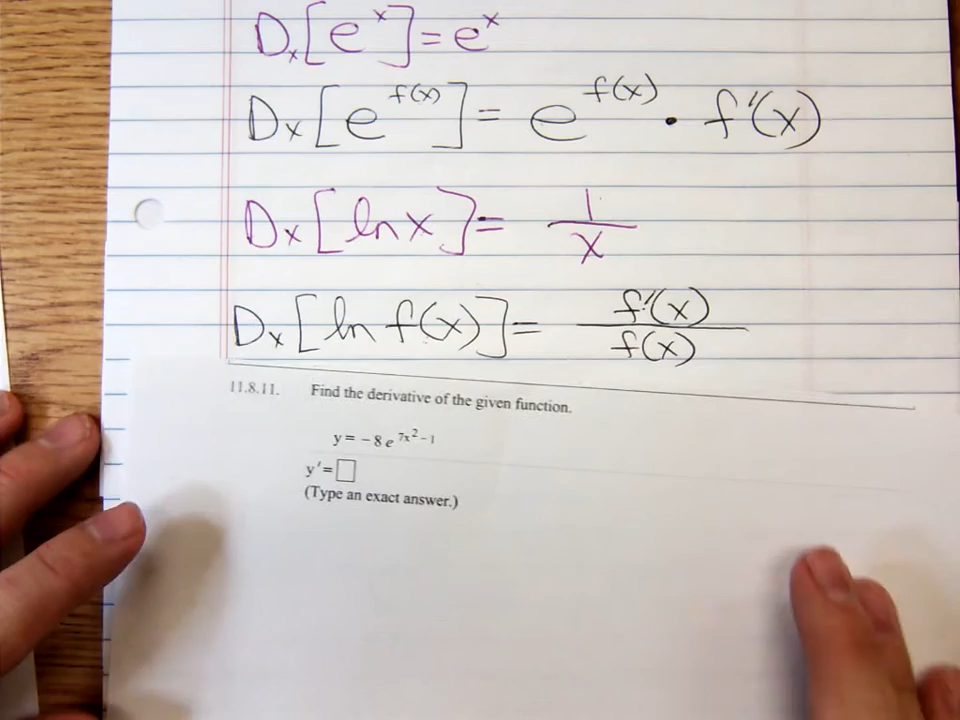 Dx[e^x] = e^x
Dx[e^f(x)] = e^f(x) · f'(x)
Dx[ln x] = 1/x
Dx[ln f(x)] = f'(x)/f(x)
11.8.11. Find the derivative of the given function.
y = − 8 e^7x²−1
y' = □
(Type an exact answer.)